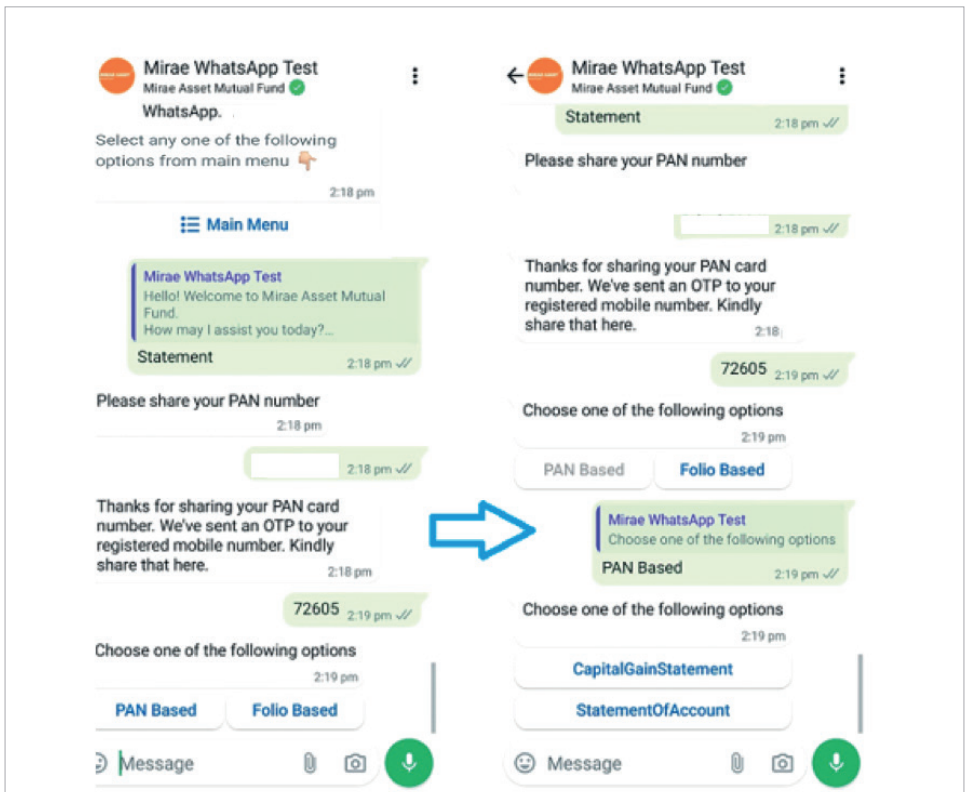 Mirae WhatsApp Test
Mirae Asset Mutual Fund
WhatsApp.
Select any one of the following
options from main menu 👇🏼
2:18 pm
Main Menu
Mirae WhatsApp Test
Hello! Welcome to Mirae Asset Mutual
Fund.
How may I assist you today?...
Statement
2:18 pm
Please share your PAN number
2:18 pm
2:18 pm
Thanks for sharing your PAN card
number. We've sent an OTP to your
registered mobile number. Kindly
share that here.
2:18 pm
72605 2:19 pm
Choose one of the following options
2:19 pm
PAN Based Folio Based
Message
Mirae WhatsApp Test
Mirae Asset Mutual Fund
Statement
2:18 pm
Please share your PAN number
2:18 pm
Thanks for sharing your PAN card
number. We've sent an OTP to your
registered mobile number. Kindly
share that here.
2:18
72605 2:19 pm
Choose one of the following options
2:19 pm
PAN Based Folio Based
Mirae WhatsApp Test
Choose one of the following options
PAN Based
2:19 pm
Choose one of the following options
2:19 pm
CapitalGainStatement
StatementOfAccount
Message